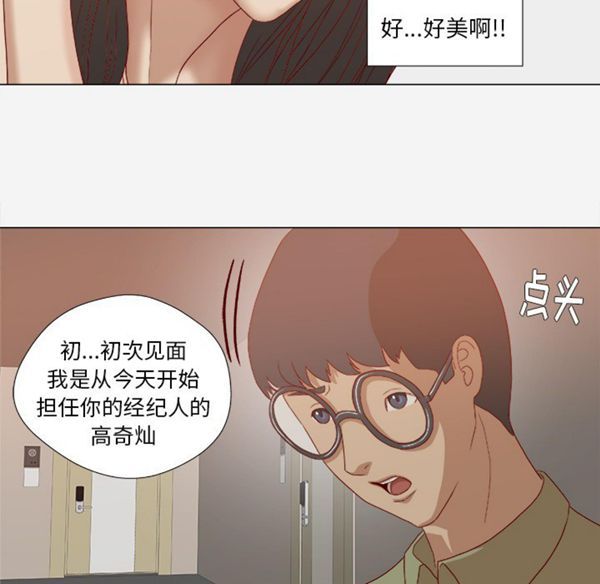 好...好美啊!!
点头
初...初次见面
我是从今天开始
担任你的经纪人的
高奇灿